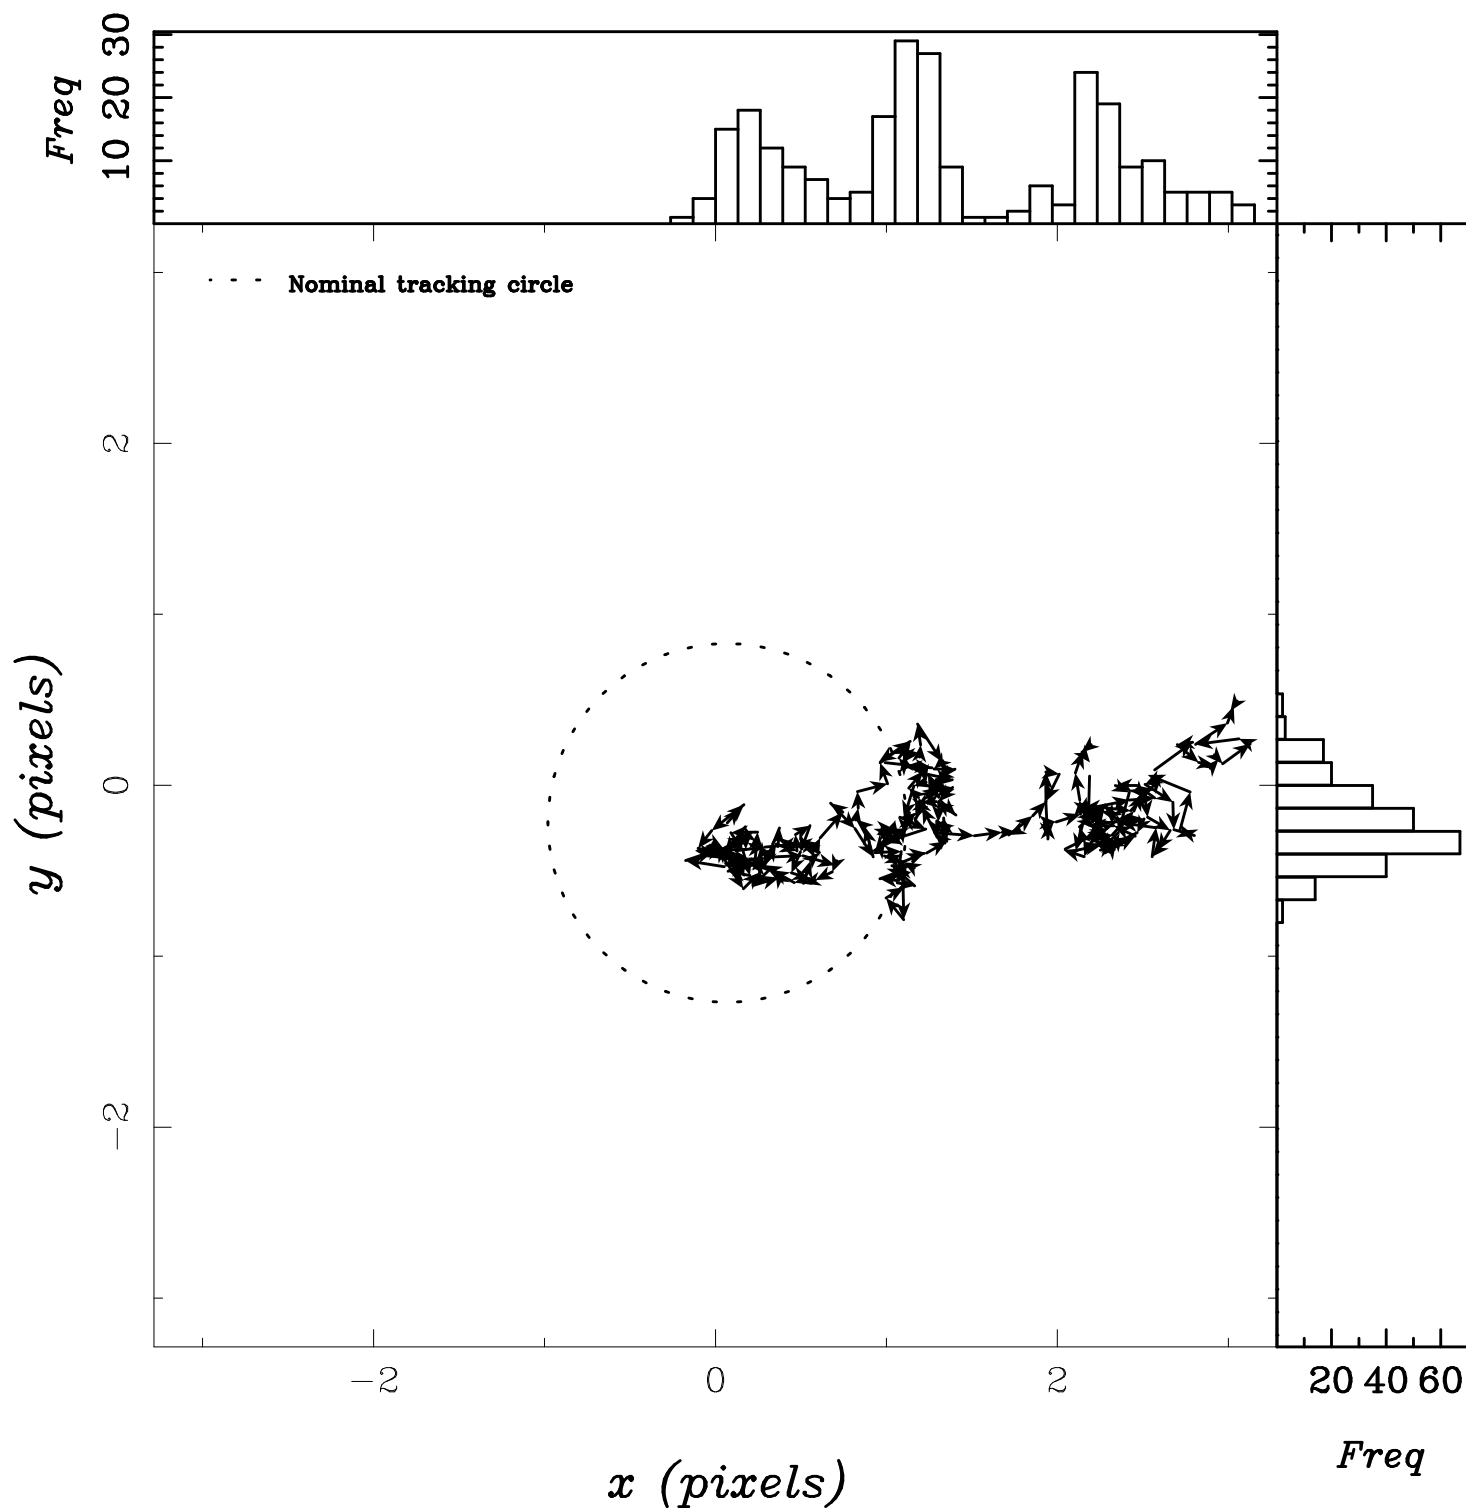 Freq
10 20 30
Nominal tracking circle
y (pixels)
2
0
−2
−2 0 2
20 40 60
x (pixels)
Freq